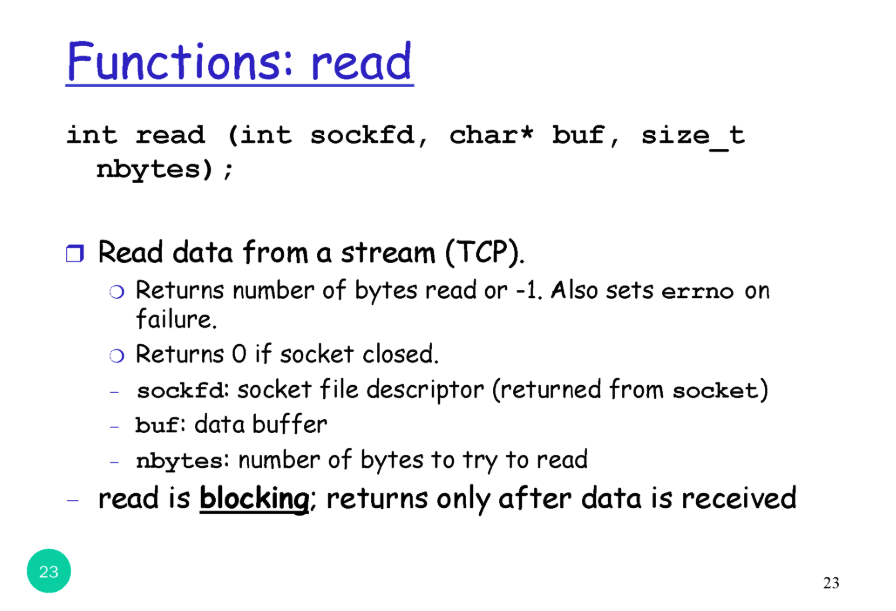 Functions: read
int read (int sockfd, char* buf, size_t
nbytes);
Read data from a stream (TCP).
Returns number of bytes read or -1. Also sets errno on
failure.
Returns 0 if socket closed.
- sockfd: socket file descriptor (returned from socket)
- buf: data buffer
- nbytes: number of bytes to try to read
- read is blocking; returns only after data is received
23
23